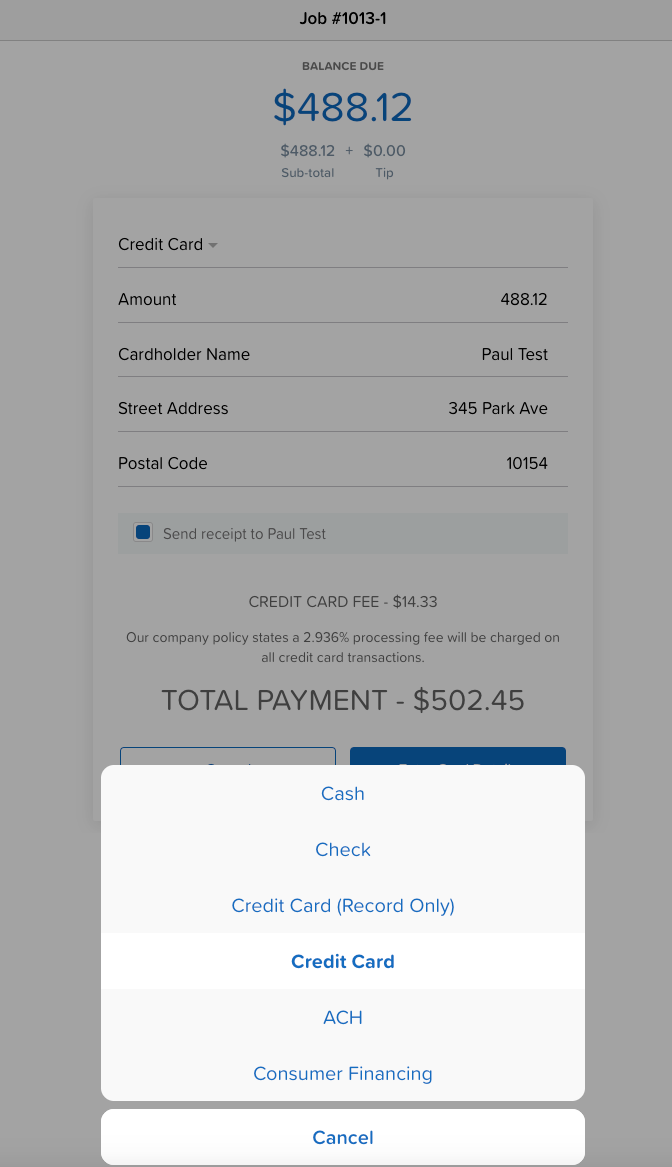 Job #1013-1
BALANCE DUE
$488.12
$488.12 + $0.00
Sub-total Tip
Credit Card
Amount 488.12
Cardholder Name Paul Test
Street Address 345 Park Ave
Postal Code 10154
Send receipt to Paul Test
CREDIT CARD FEE - $14.33
Our company policy states a 2.936% processing fee will be charged on
all credit card transactions.
TOTAL PAYMENT - $502.45
Cash
Check
Credit Card (Record Only)
Credit Card
ACH
Consumer Financing
Cancel